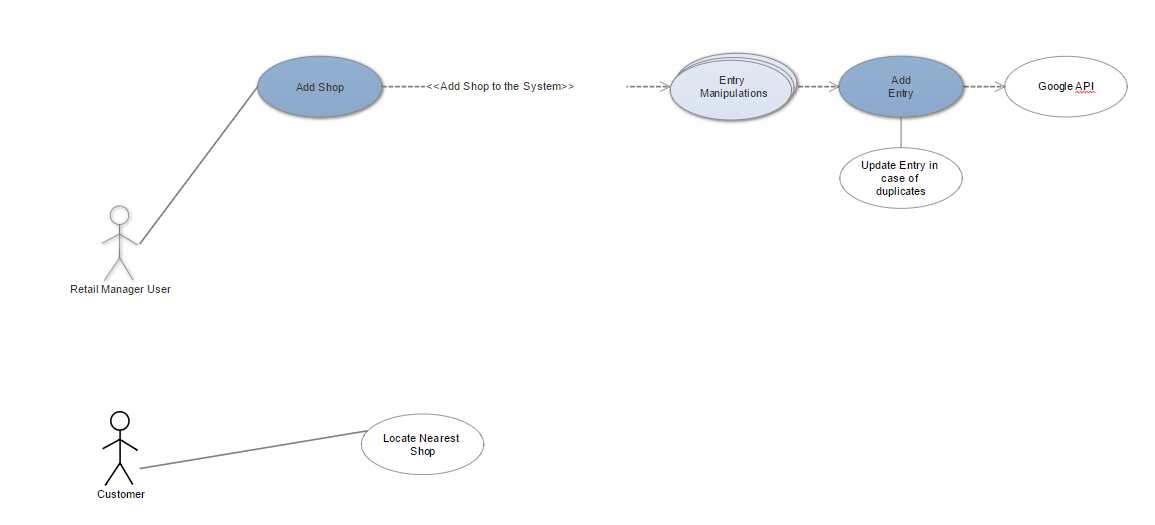 Add Shop
<<Add Shop to the System>>
Entry
Manipulations
Add
Entry
Google API
Update Entry in
case of
duplicates
Retail Manager User
Locate Nearest
Shop
Customer